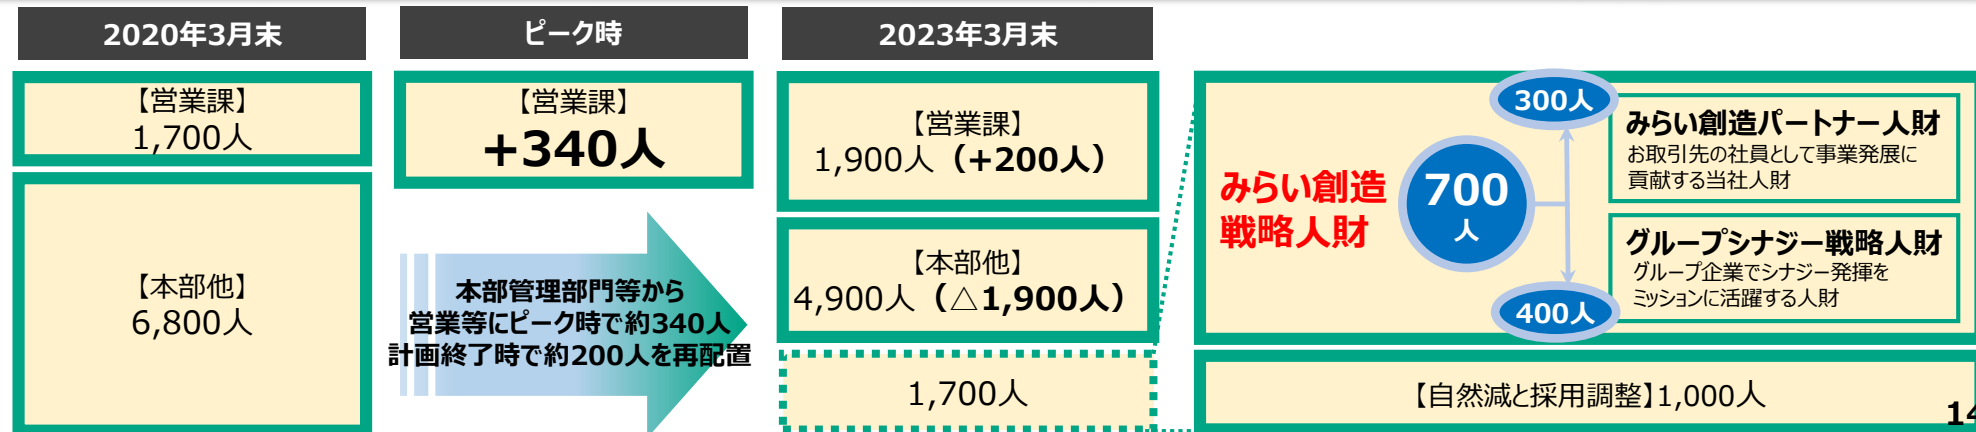 2020年3月末
ピーク時
2023年3月末
【営業課】
1,700人
【本部他】
6,800人
【営業課】
+340人
本部管理部門等から
営業等にピーク時で約340人
計画終了時で約200人を再配置
【営業課】
1,900人（+200人）
【本部他】
4,900人（△1,900人）
1,700人
みらい創造
戦略人財
700
人
300人
みらい創造パートナー人財
お取引先の社員として事業発展に
貢献する当社人財
400人
グループシナジー戦略人財
グループ企業でシナジー発揮を
ミッションに活躍する人財
【自然減と採用調整】1,000人
14